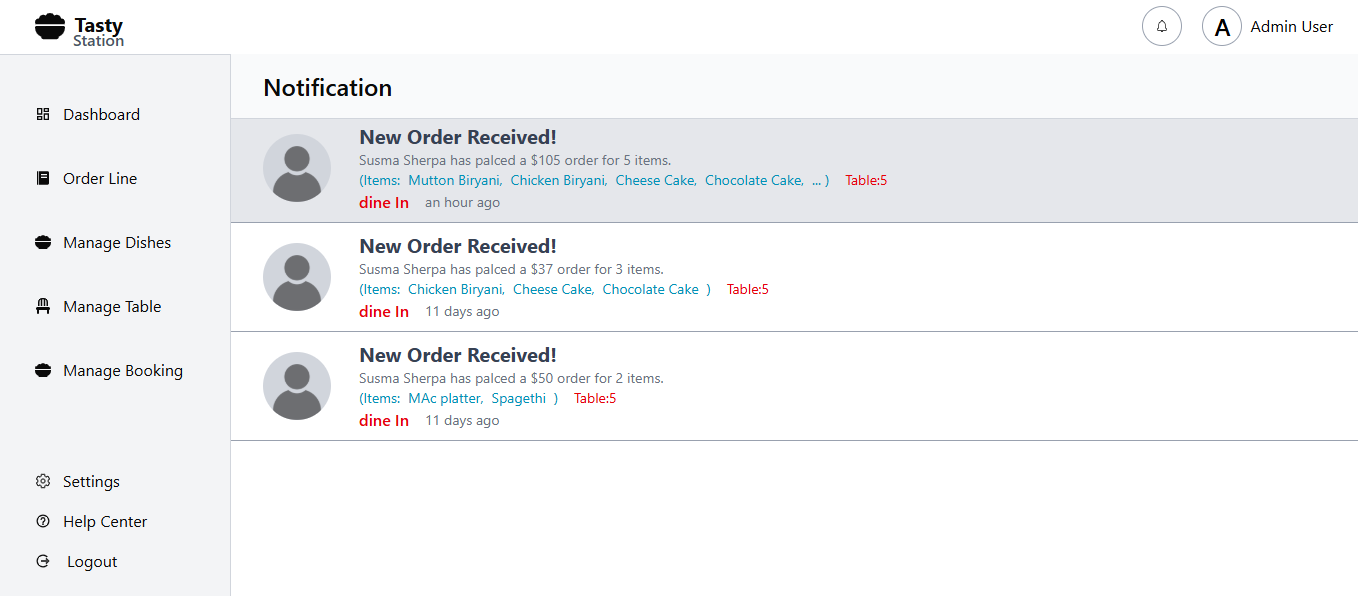 Tasty
Station
A Admin User
Dashboard
Order Line
Manage Dishes
Manage Table
Manage Booking
Settings
Help Center
Logout
Notification
New Order Received!
Susma Sherpa has palced a $105 order for 5 items.
(Items: Mutton Biryani, Chicken Biryani, Cheese Cake, Chocolate Cake, ... ) Table:5
dine In an hour ago
New Order Received!
Susma Sherpa has palced a $37 order for 3 items.
(Items: Chicken Biryani, Cheese Cake, Chocolate Cake ) Table:5
dine In 11 days ago
New Order Received!
Susma Sherpa has palced a $50 order for 2 items.
(Items: MAc platter, Spagethi ) Table:5
dine In 11 days ago